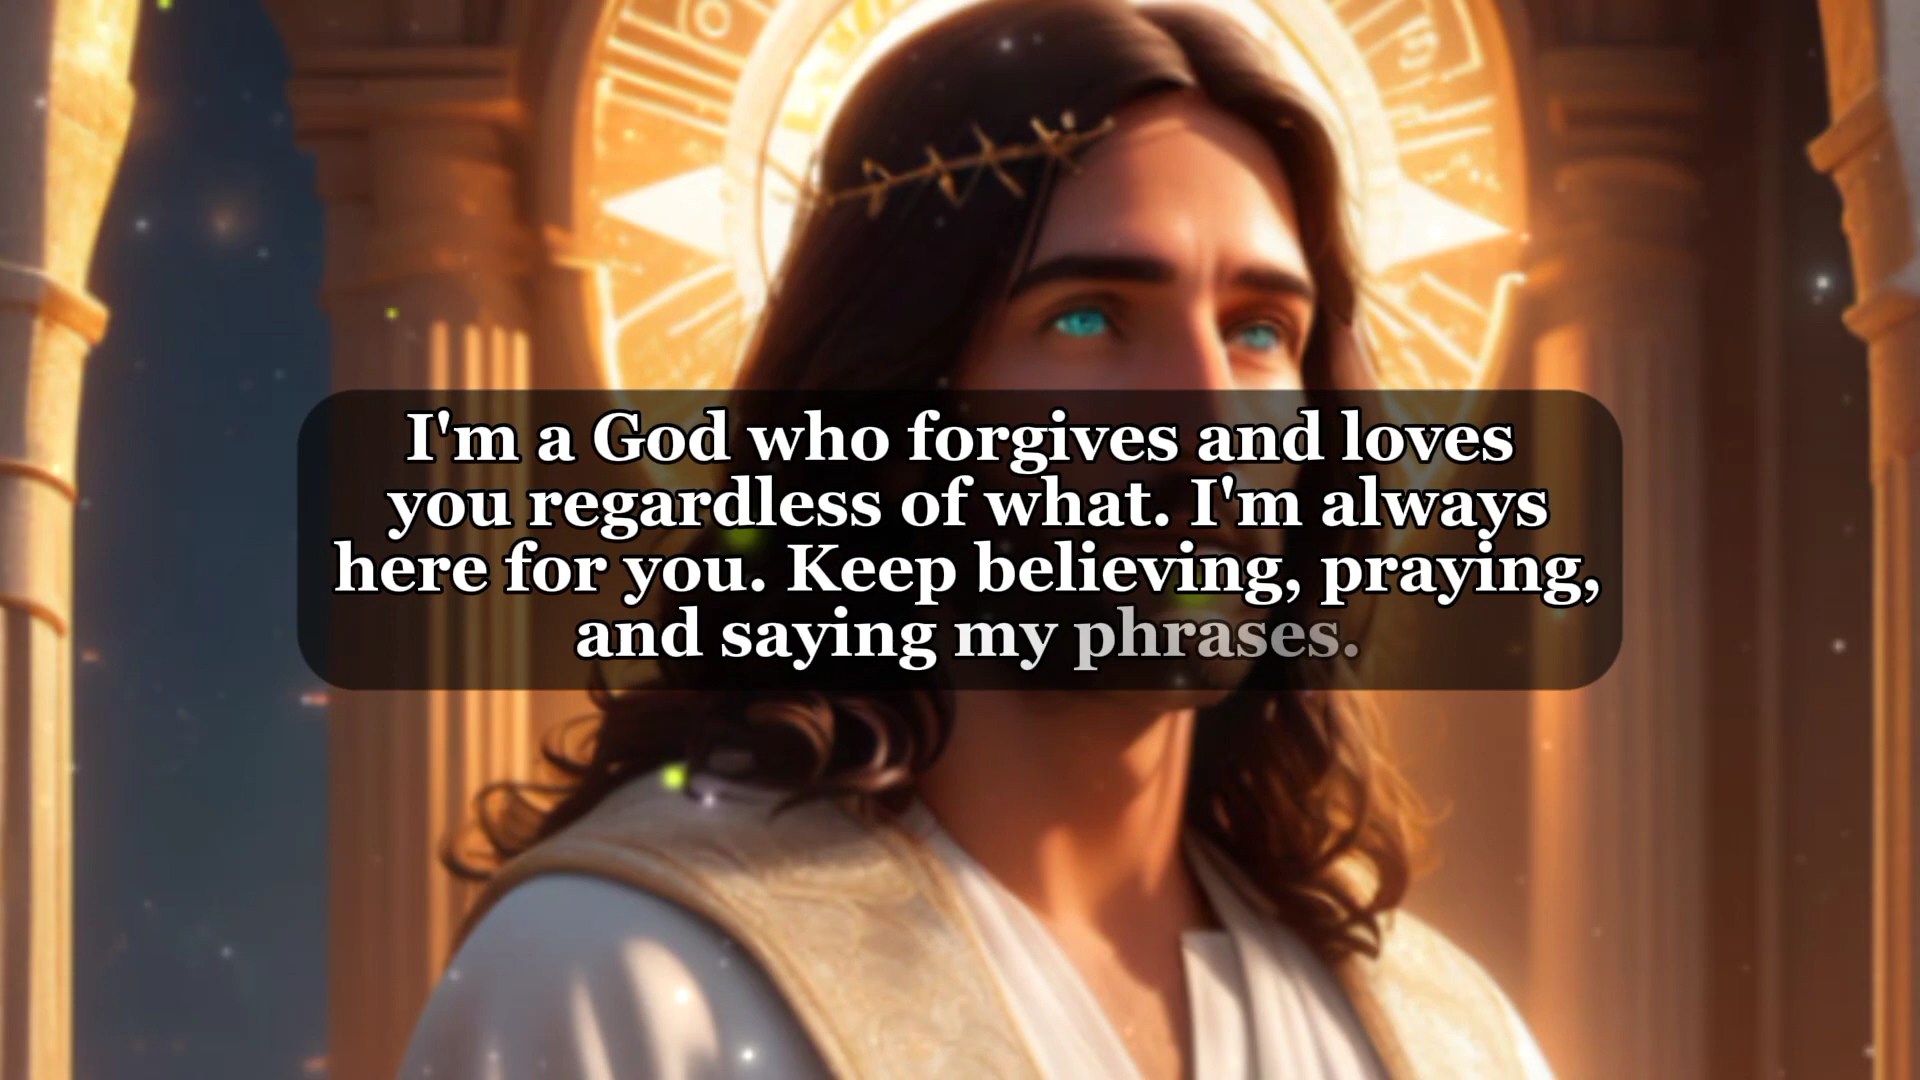 I'm a God who forgives and loves
you regardless of what. I'm always
here for you. Keep believing, praying,
and saying my phrases.